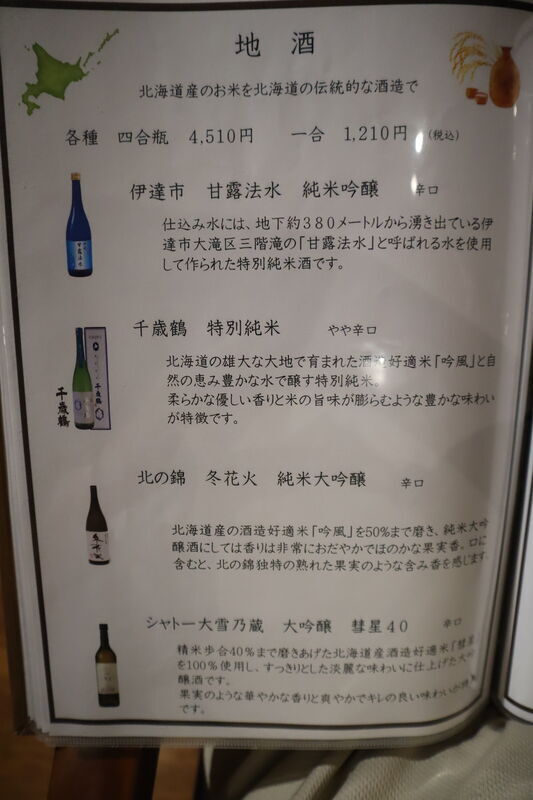 地 酒
北海道産のお米を北海道の伝統的な酒造で
各種 四合瓶 4,510円 一合 1,210円 (税込)
伊達市 甘露法水 純米吟醸 辛口
仕込み水には、地下約380メートルから湧き出ている伊
達市大滝区三階滝の「甘露法水」と呼ばれる水を使用
して作られた特別純米酒です。
千歳鶴 特別純米 やや辛口
北海道の雄大な大地で育まれた酒造好適米「吟風」と自
然の恵み豊かな水で醸す特別純米。
柔らかな優しい香りと米の旨味が膨らむような豊かな味わい
が特徴です。
千歳鶴
北の錦 冬花火 純米大吟醸 辛口
北海道産の酒造好適米「吟風」を50%まで磨き、純米大吟
醸酒にしては香りは非常におだやかでほのかな果実香。口に
含むと、北の錦独特の熟れた果実のような含み香を感じます
シャトー大雪乃蔵 大吟醸 彗星40 辛口
精米歩合40%まで磨きあげた北海道産酒造好適米「彗星
を100%使用し、すっきりとした淡麗な味わいに仕上げた大吟
醸酒です。
果実のような華やかな香りと爽やかでキレの良い味わいが
です。